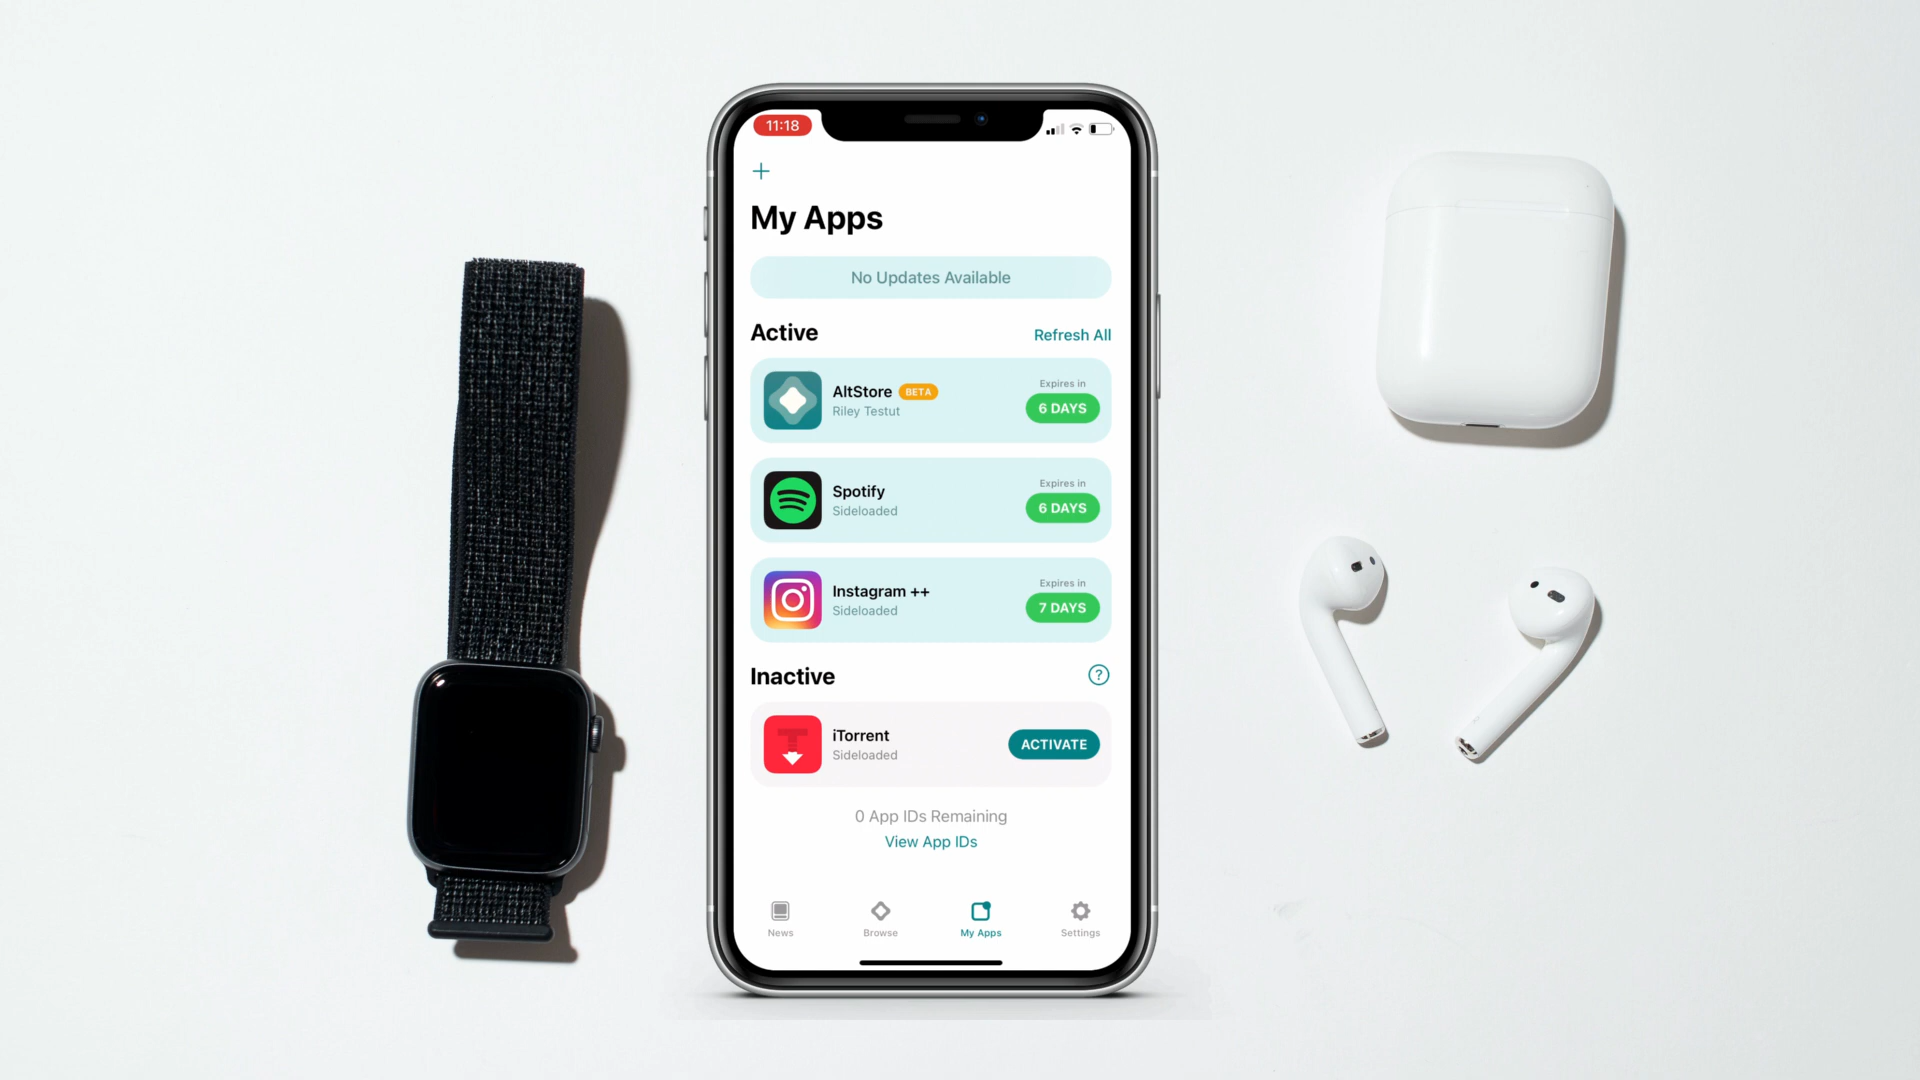 11:18
+
My Apps
No Updates Available
Active
Refresh All
AltStore BETA
Riley Testut
Expires in
6 DAYS
Spotify
Sideloaded
Expires in
6 DAYS
Instagram ++
Sideloaded
Expires in
7 DAYS
Inactive
?
iTorrent
Sideloaded
ACTIVATE
0 App IDs Remaining
View App IDs
News
Browse
My Apps
Settings